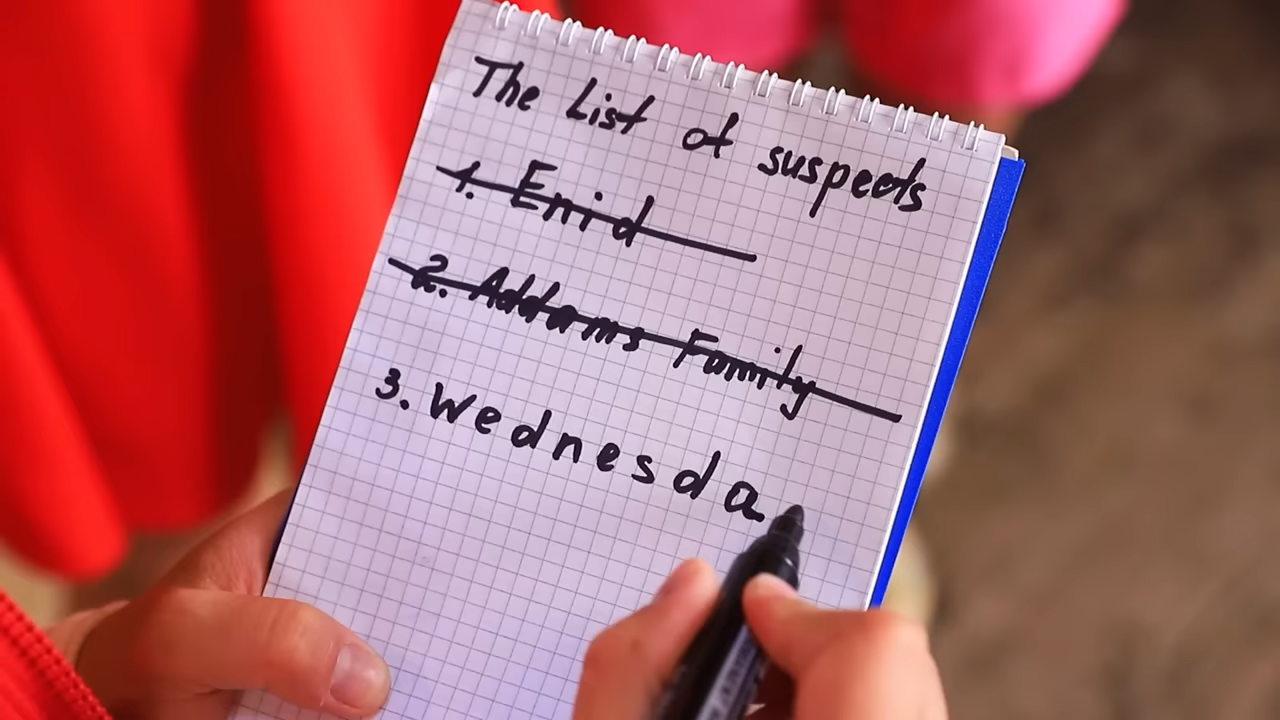 The List of suspects
1. Enid
2. Addams Family
3. Wednesda